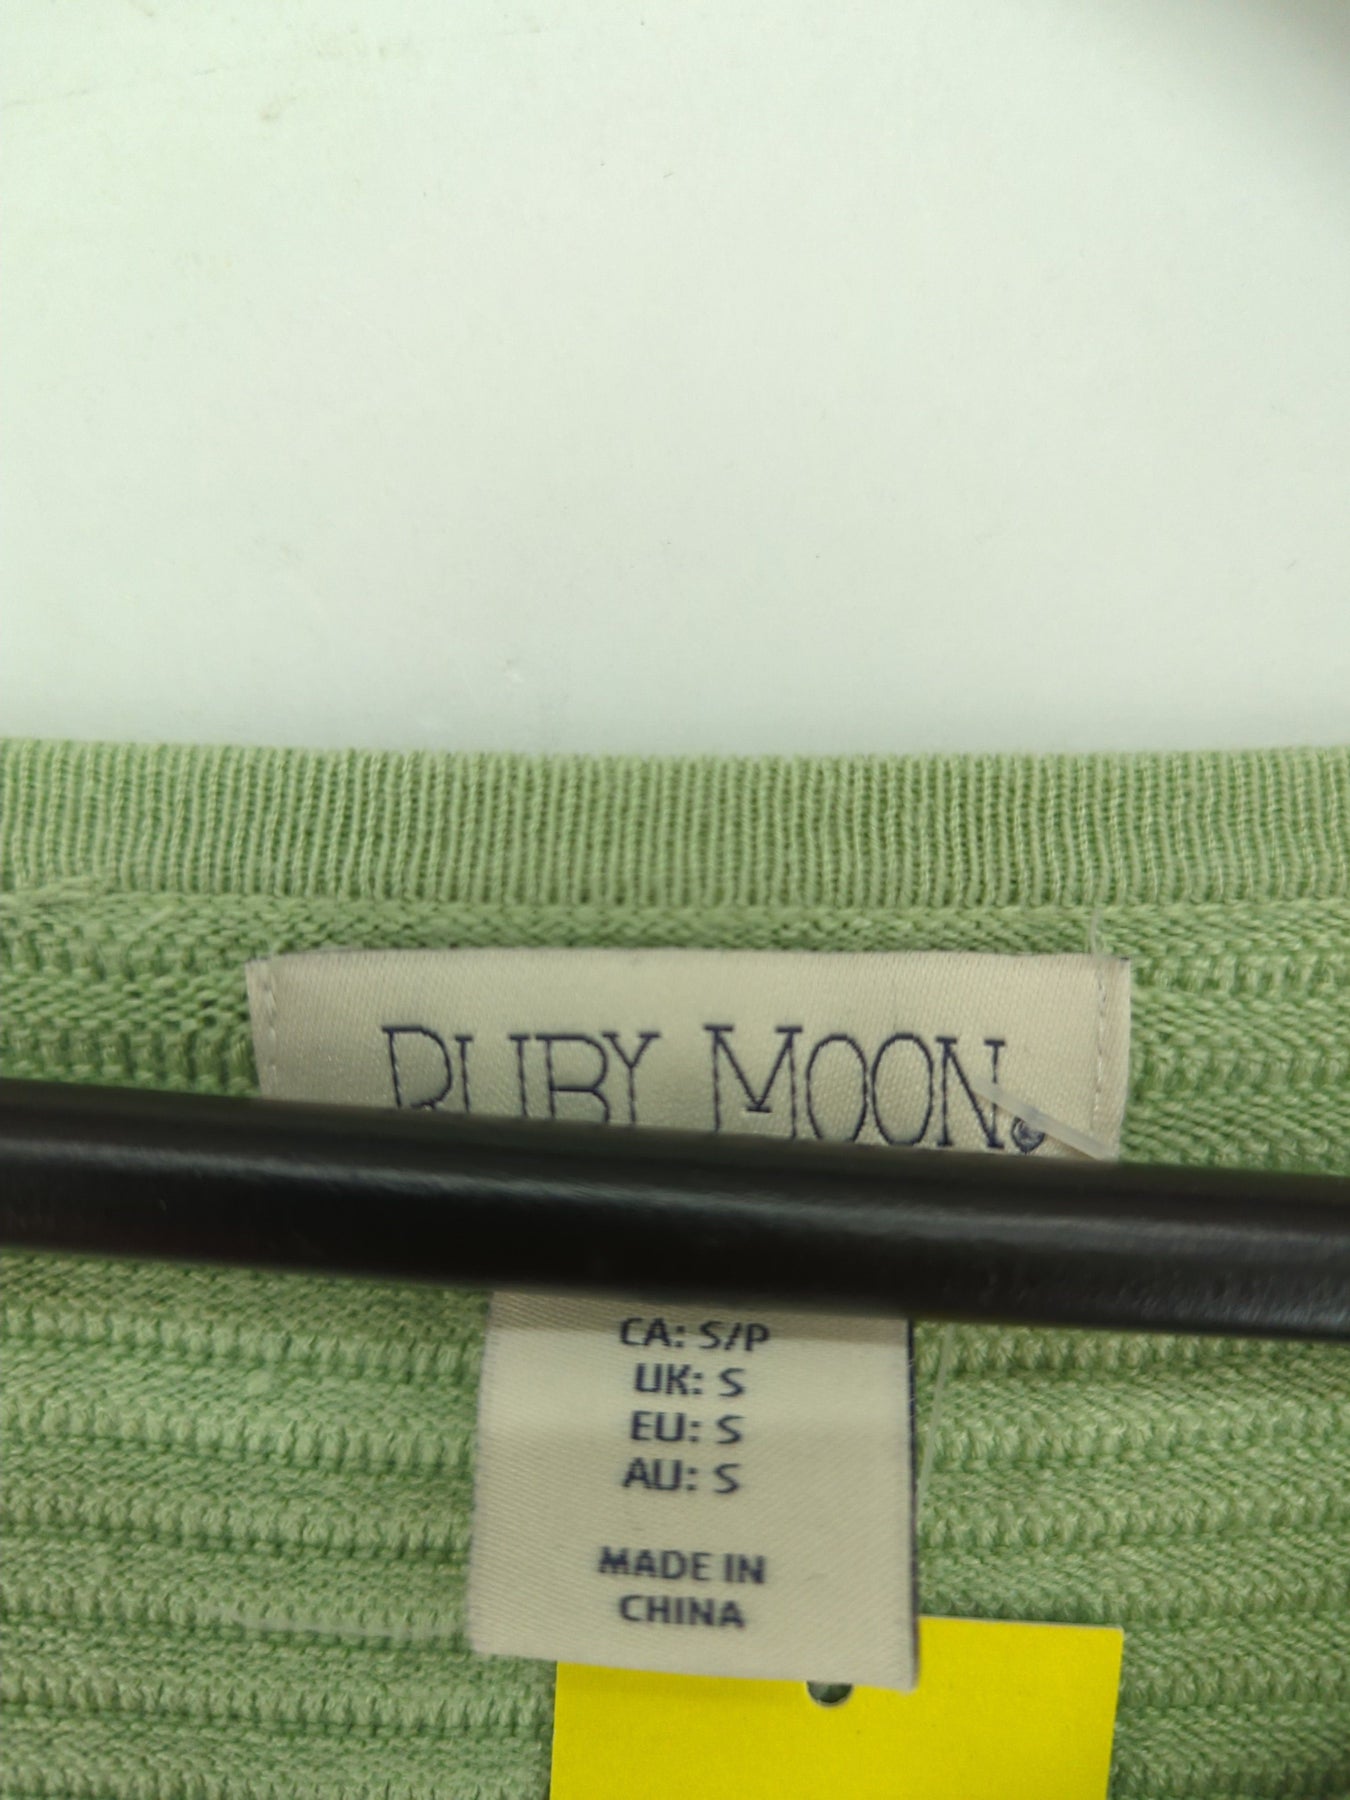 RUBY MOON.
CA: S/P
UK: S
EU: S
AU: S
MADE IN
CHINA